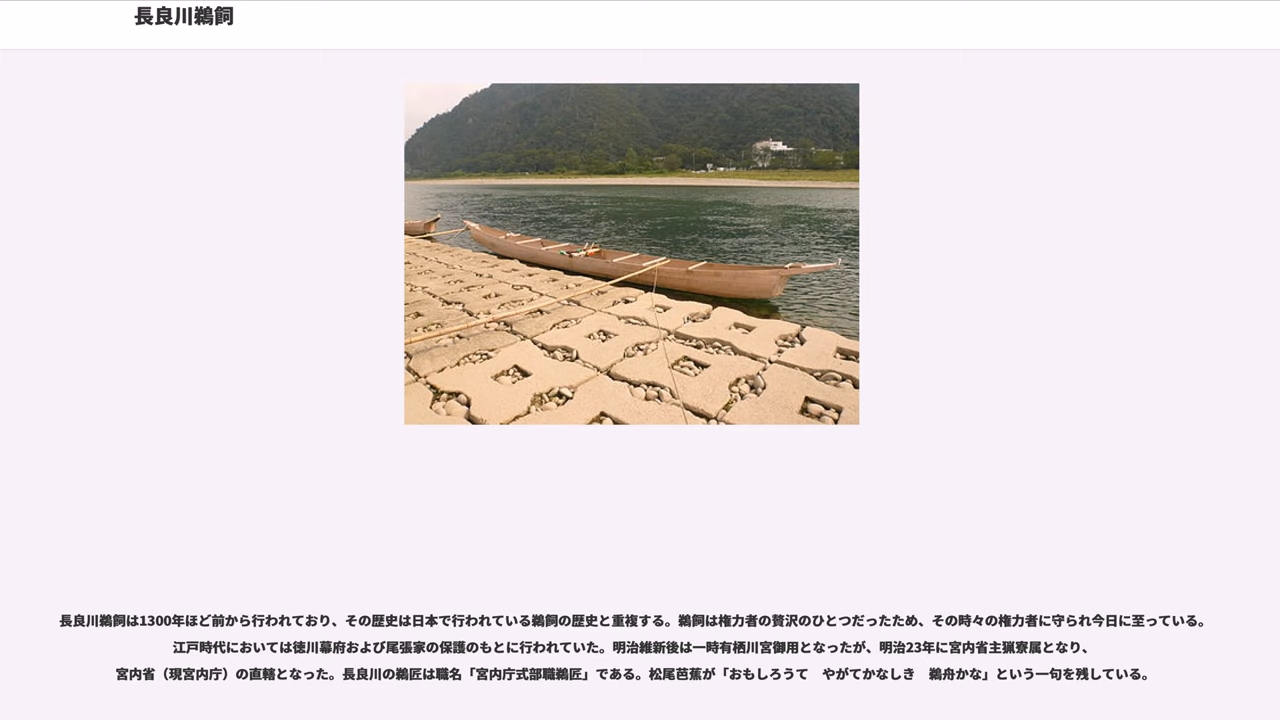 長良川鵜飼
長良川鵜飼は1300年ほど前から行われており、その歴史は日本で行われている鵜飼の歴史と重複する。鵜飼は権力者の贅沢のひとつだったため、その時々の権力者に守られ今日に至っている。
江戸時代においては徳川幕府および尾張家の保護のもとに行われていた。明治維新後は一時有栖川宮御用となったが、明治23年に宮内省主猟寮属となり、
宮内省（現宮内庁）の直轄となった。長良川の鵜匠は職名「宮内庁式部職鵜匠」である。松尾芭蕉が「おもしろうて　やがてかなしき　鵜舟かな」という一句を残している。